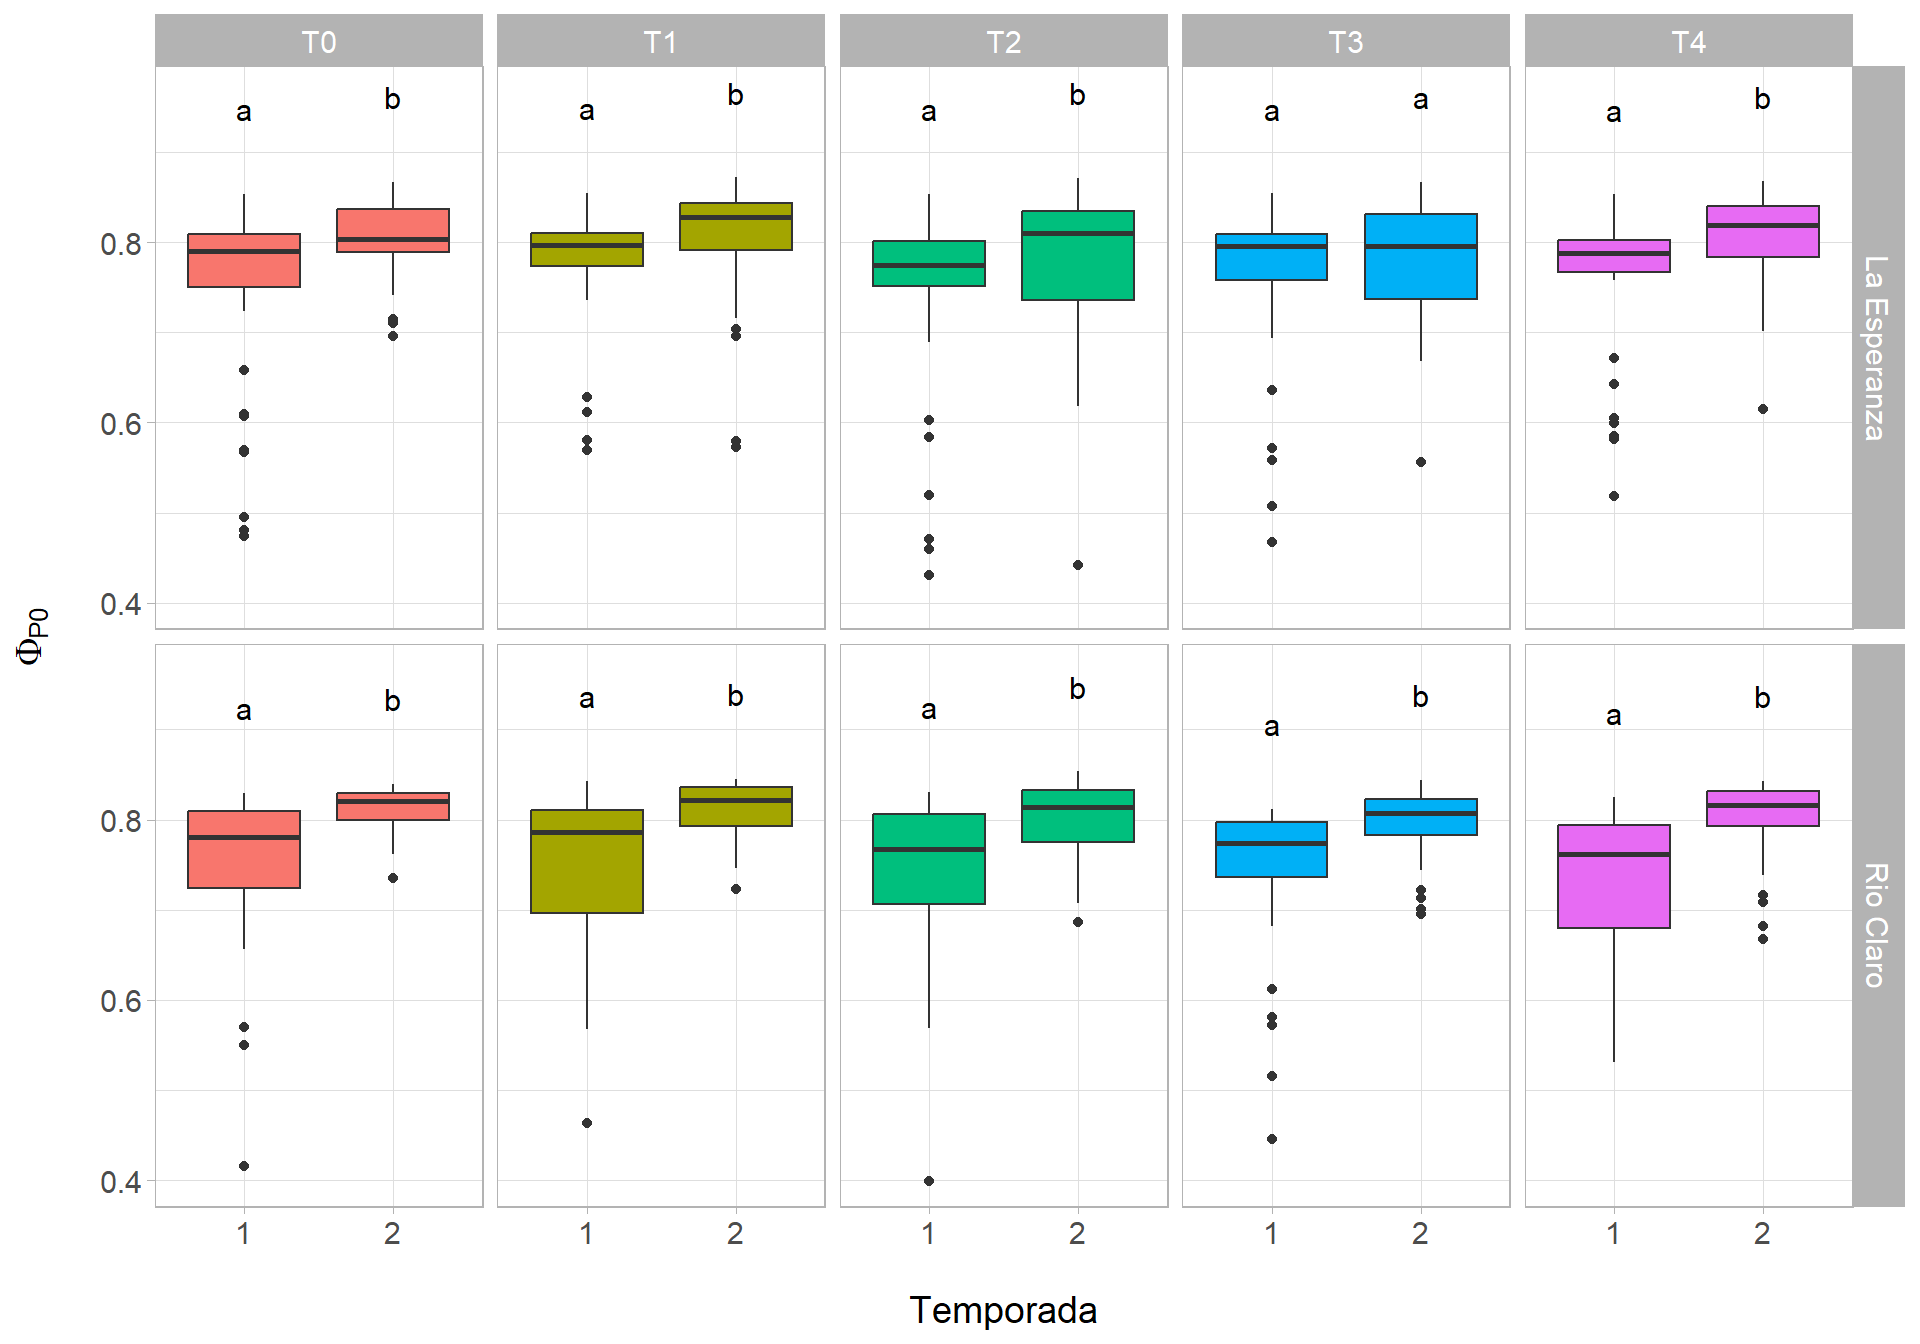 T0 T1 T2 T3 T4
a b a b a b a a a b
La Esperanza
0.8
0.6
0.4
ΦP0
a b a b a b a b a b
Rio Claro
0.8
0.6
0.4
1 2 1 2 1 2 1 2 1 2
Temporada